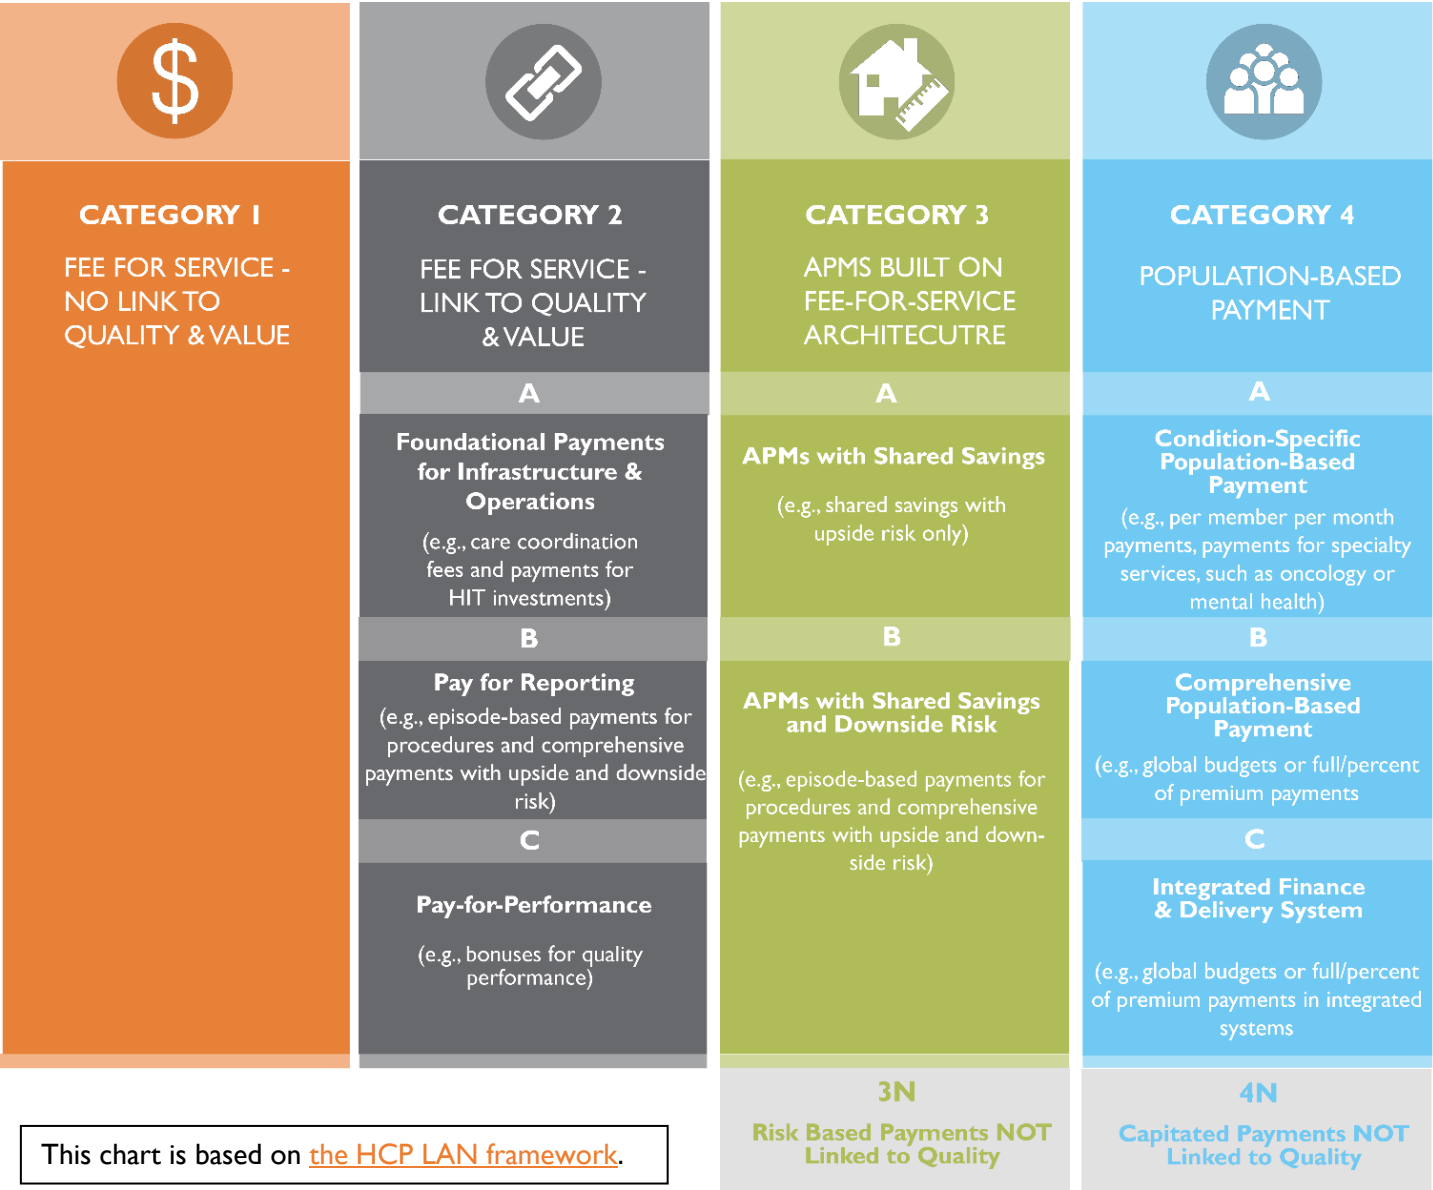 $
CATEGORY 1
FEE FOR SERVICE -
NO LINK TO
QUALITY & VALUE
CATEGORY 2
FEE FOR SERVICE -
LINK TO QUALITY
& VALUE
A
Foundational Payments
for Infrastructure &
Operations
(e.g., care coordination
fees and payments for
HIT investments)
B
Pay for Reporting
(e.g., episode-based payments for
procedures and comprehensive
payments with upside and downside
risk)
C
Pay-for-Performance
(e.g., bonuses for quality
performance)
CATEGORY 3
APMS BUILT ON
FEE-FOR-SERVICE
ARCHITECUTRE
A
APMs with Shared Savings
(e.g., shared savings with
upside risk only)
B
APMs with Shared Savings
and Downside Risk
(e.g., episode-based payments for
procedures and comprehensive
payments with upside and down-
side risk)
3N
Risk Based Payments NOT
Linked to Quality
CATEGORY 4
POPULATION-BASED
PAYMENT
A
Condition-Specific
Population-Based
Payment
(e.g., per member per month
payments, payments for specialty
services, such as oncology or
mental health)
B
Comprehensive
Population-Based
Payment
(e.g., global budgets or full/percent
of premium payments
C
Integrated Finance
& Delivery System
(e.g., global budgets or full/percent
of premium payments in integrated
systems
4N
Capitated Payments NOT
Linked to Quality
This chart is based on the HCP LAN framework.